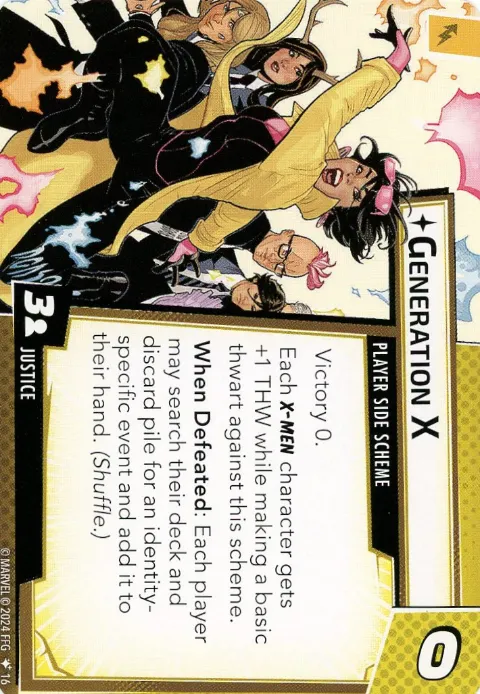 GENERATION X
0
PLAYER SIDE SCHEME
Victory 0.
Each X-MEN character gets
+1 THW while making a basic
thwart against this scheme.
When Defeated: Each player
may search their deck and
discard pile for an identity-
specific event and add it to
their hand. (Shuffle.)
3
JUSTICE
© MARVEL © 2024 FFG 16